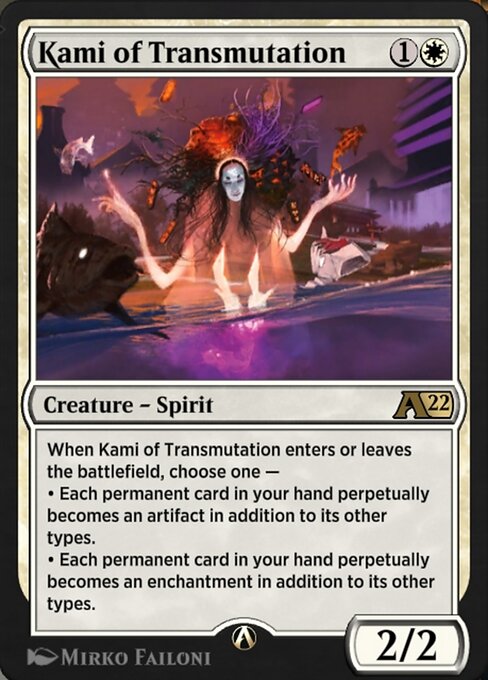 Kami of Transmutation 1
Creature – Spirit A22
When Kami of Transmutation enters or leaves
the battlefield, choose one —
• Each permanent card in your hand perpetually
becomes an artifact in addition to its other
types.
• Each permanent card in your hand perpetually
becomes an enchantment in addition to its other
types.
2/2
Mirko Failoni